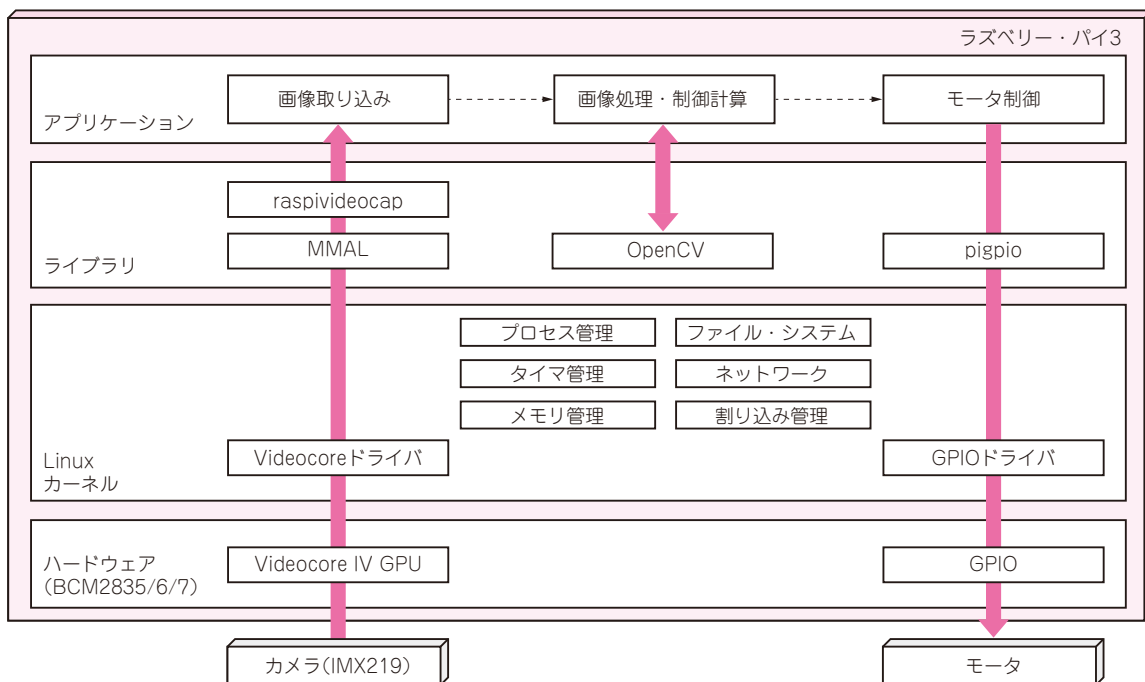 ラズベリー・パイ3
画像取り込み
画像処理・制御計算
モータ制御
アプリケーション
raspivideocap
MMAL
OpenCV
pigpio
ライブラリ
プロセス管理
ファイル・システム
タイマ管理
ネットワーク
メモリ管理
割り込み管理
Videocoreドライバ
GPIOドライバ
Linux
カーネル
ハードウェア
(BCM2835/6/7)
Videocore IV GPU
GPIO
カメラ(IMX219)
モータ